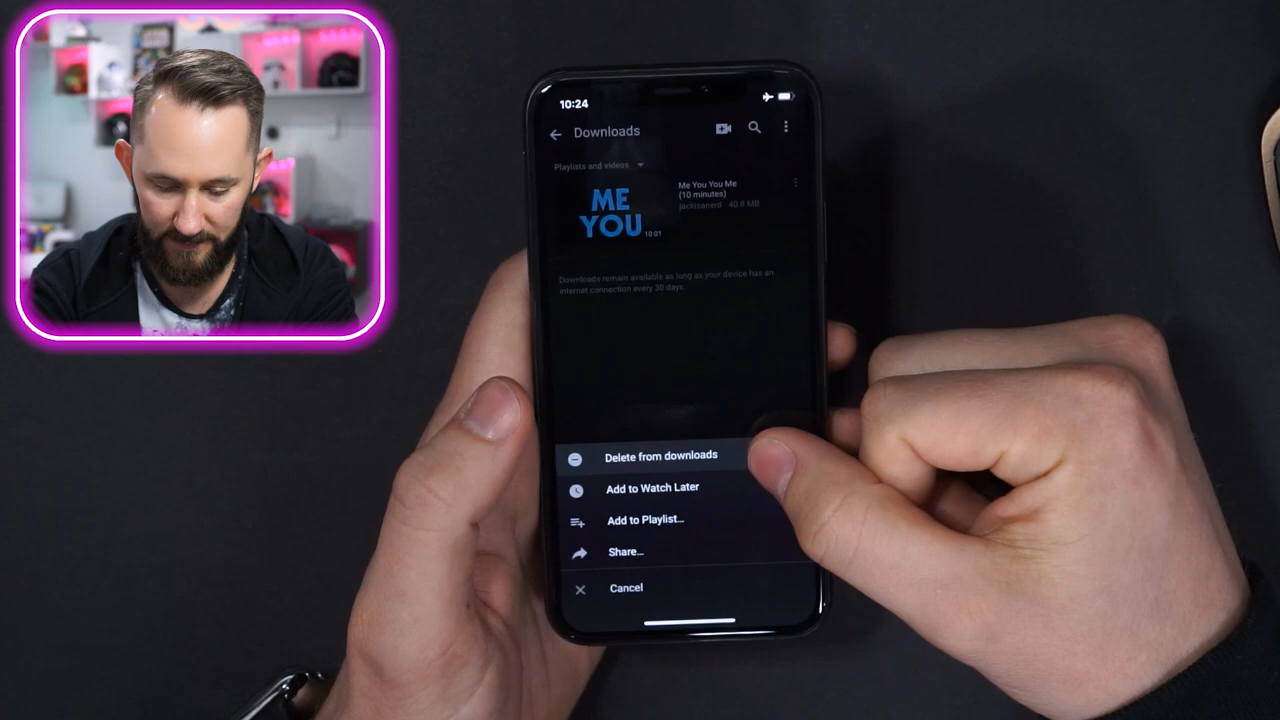 10:24
Downloads
Playlists and videos
ME
YOU
10:01
Me You You Me
(10 minutes)
jackisanerd 40.8 MB
Downloads remain available as long as your device has an
internet connection every 30 days.
Delete from downloads
Add to Watch Later
Add to Playlist...
Share...
Cancel